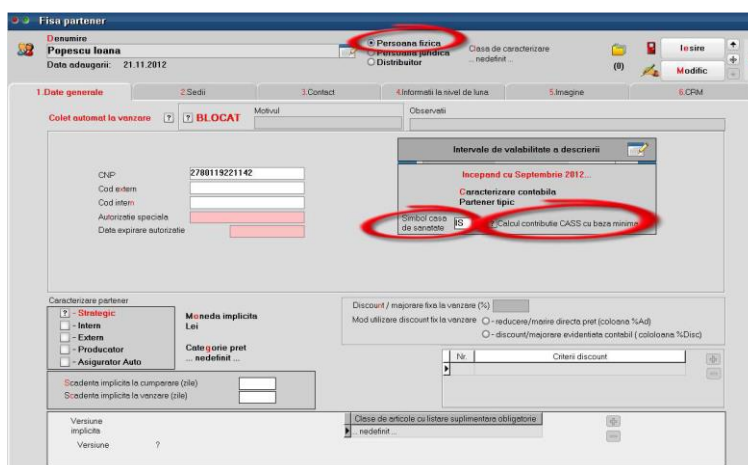 Fisa partener
Denumire
Popescu Ioana
Data adaugarii: 21.11.2012
Persoana fizica
Persoana juridica
Distribuitor
Clasa de caracterizare
... nedefinit ...
(0)
Iesire
Modific
1.Date generale 2.Sedii 3.Contact 4.Informatii la nivel de luna 5.Imagine 6.CRM
Colet automat la vanzare ? ? BLOCAT
Motivul
Observatii
Intervale de valabilitate a descrierii
Incepand cu Septembrie 2012...
Caracterizare contabila
Partener tipic
Simbol casa de sanatate IS
Calcul contributie CASS cu baza minima
CNP 2780119221142
Cod extern
Cod intern
Autorizatie speciala
Data expirare autorizatie
Caracterizare partener
? - Strategic
- Intern
- Extern
- Producator
- Asigurator Auto
Moneda implicita
Lei
Categorie pret
... nedefinit ...
Discount / majorare fixa la vanzare (%)
Mod utilizare discount fix la vanzare
- reducere/marire directa pret (coloana %Ad)
- discount/majorare evidentiata contabil ( cololoana %Disc)
Nr. Criterii discount
Scadenta implicita la cumparare (zile)
Scadenta implicita la vanzare (zile)
Versiune
implicita
Versiune ?
Clase de articole cu listare suplimentara obligatorie
... nedefinit ...